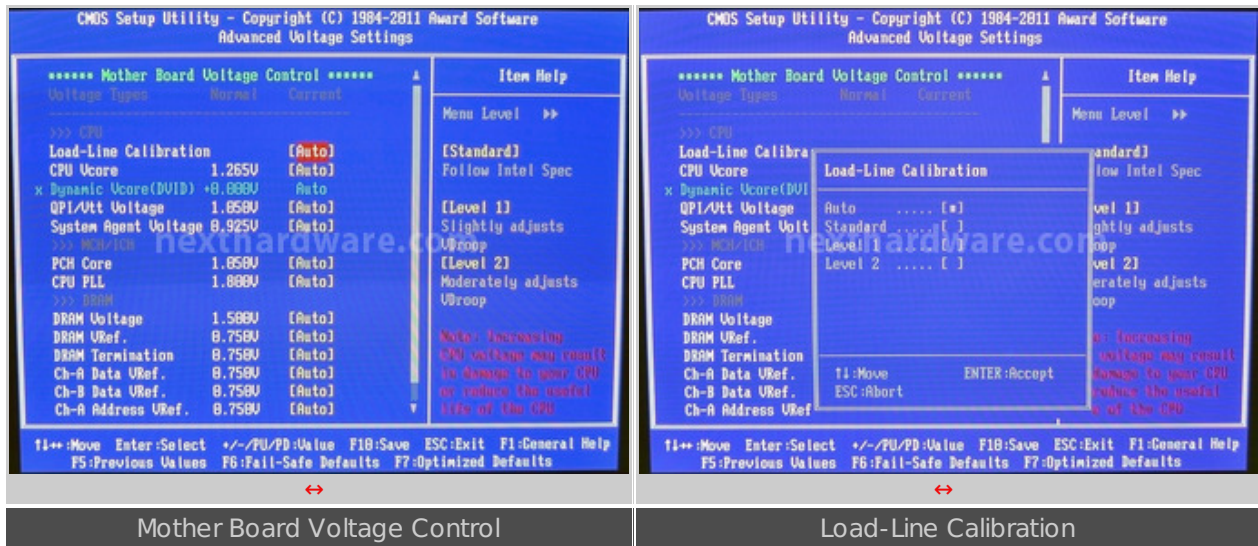 CMOS Setup Utility - Copyright (C) 1984-2011 Award Software
Advanced Voltage Settings
****** Mother Board Voltage Control ******
Voltage Types Normal Current
>>> CPU
Load-Line Calibration [Auto]
CPU Vcore 1.265V [Auto]
x Dynamic Vcore(DVID) +0.000V Auto
QPI/Vtt Voltage 1.050V [Auto]
System Agent Voltage 0.925V [Auto]
>>> MCH/ICH
PCH Core 1.050V [Auto]
CPU PLL 1.800V [Auto]
>>> DRAM
DRAM Voltage 1.500V [Auto]
DRAM VRef. 0.750V [Auto]
DRAM Termination 0.750V [Auto]
Ch-A Data VRef. 0.750V [Auto]
Ch-B Data VRef. 0.750V [Auto]
Ch-A Address VRef. 0.750V [Auto]
Item Help
Menu Level ▶▶
[Standard]
Follow Intel Spec
[Level 1]
Slightly adjusts
VDroop
[Level 2]
Moderately adjusts
VDroop
Note: Increasing
CPU voltage may result
in damage to your CPU
or reduce the useful
life of the CPU
nexthardware.c
↑↓→←:Move Enter:Select +/-/PU/PD:Value F10:Save ESC:Exit F1:General Help
F5:Previous Values F6:Fail-Safe Defaults F7:Optimized Defaults
Mother Board Voltage Control
CMOS Setup Utility - Copyright (C) 1984-2011 Award Software
Advanced Voltage Settings
****** Mother Board Voltage Control ******
Voltage Types Normal Current
>>> CPU
Load-Line Calibra
CPU Vcore
x Dynamic Vcore(DVI
QPI/Vtt Voltage
System Agent Volt
>>> MCH/ICH
PCH Core
CPU PLL
>>> DRAM
DRAM Voltage
DRAM VRef.
DRAM Termination
Ch-A Data VRef.
Ch-B Data VRef.
Ch-A Address VRef
Load-Line Calibration
Auto ..... [■]
Standard ..... [ ]
Level 1 ..... [ ]
Level 2 ..... [ ]
↑↓:Move ENTER:Accept
ESC:Abort
Item Help
Menu Level ▶▶
andard]
low Intel Spec
vel 1]
ghtly adjusts
oop
vel 2]
erately adjusts
oop
e: Increasing
voltage may result
damage to your CPU
reduce the useful
e of the CPU
nexthardware.com
↑↓→←:Move Enter:Select +/-/PU/PD:Value F10:Save ESC:Exit F1:General Help
F5:Previous Values F6:Fail-Safe Defaults F7:Optimized Defaults
Load-Line Calibration